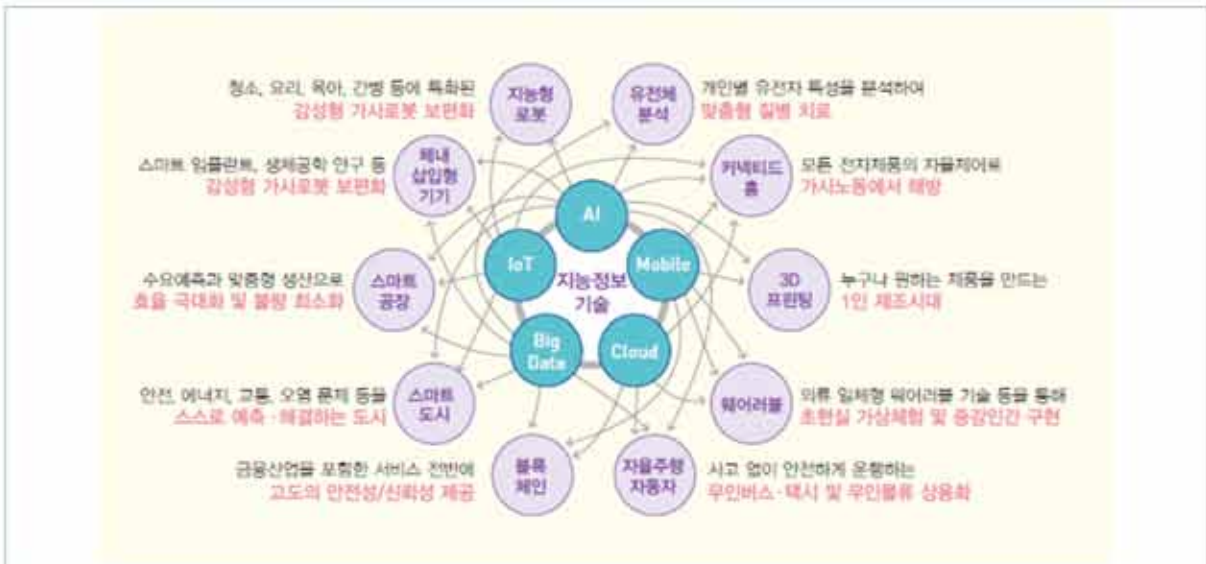 청소, 요리, 육아, 간병 등에 특화된
감성형 가사로봇 보편화
지능형
로봇
유전체
분석
개인별 유전자 특성을 분석하여
맞춤형 질병 치료
스마트 임플란트, 생체공학 안구 등
감성형 가사로봇 보편화
체내
삽입형
기기
커넥티드
홈
모든 전자제품의 자율제어로
가사노동에서 해방
AI
IoT
지능정보
기술
Mobile
수요예측과 맞춤형 생산으로
효율 극대화 및 불량 최소화
스마트
공장
3D
프린팅
누구나 원하는 제품을 만드는
1인 제조시대
Big
Data
Cloud
안전, 에너지, 교통, 오염 문제 등을
스스로 예측·해결하는 도시
스마트
도시
웨어러블
의류 일체형 웨어러블 기술 등을 통해
초현실 가상체험 및 증강인간 구현
금융산업을 포함한 서비스 전반에
고도의 안전성/신뢰성 제공
블록
체인
자율주행
자동차
사고 없이 안전하게 운행하는
무인버스·택시 및 무인물류 상용화